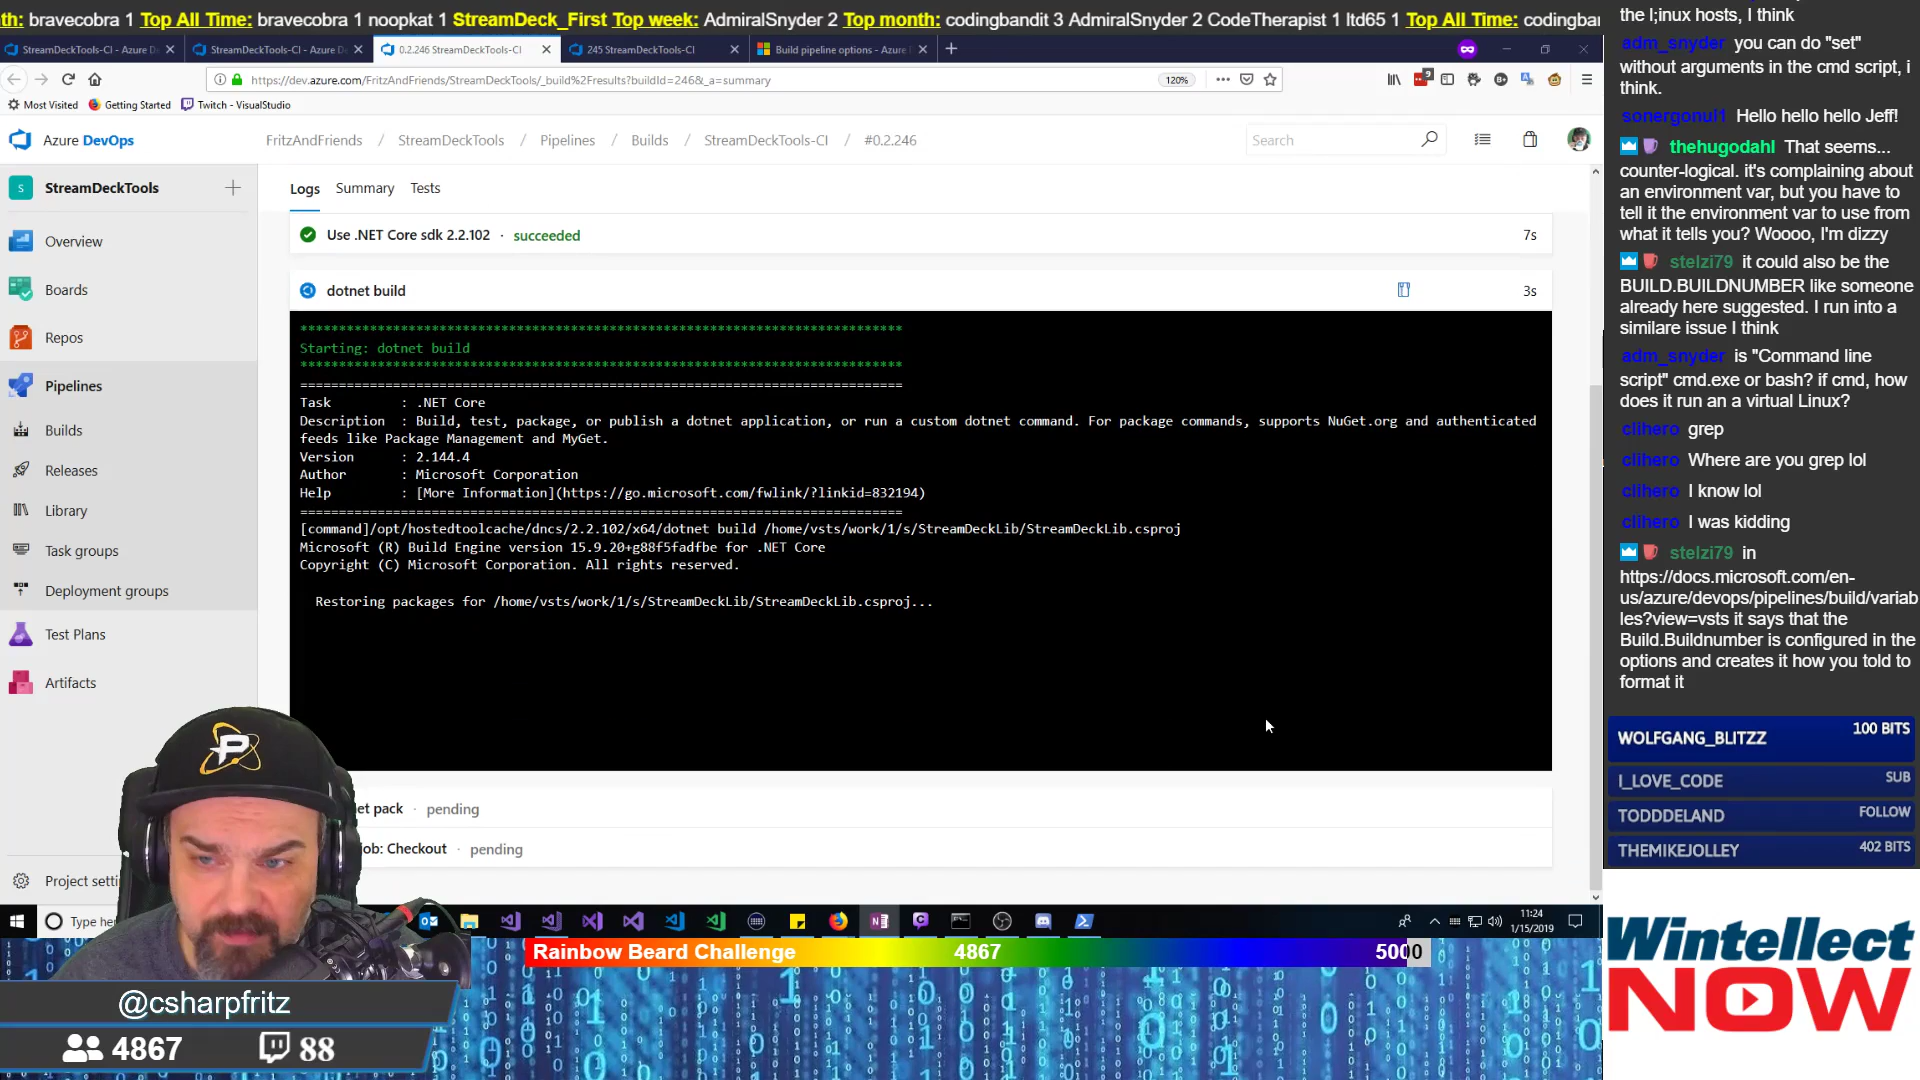 th: bravecobra 1 Top All Time: bravecobra 1 noopkat 1 StreamDeck_First Top week: AdmiralSnyder 2 Top month: codingbandit 3 AdmiralSnyder 2 CodeTherapist 1 ltd65 1 Top All Time: codingban
StreamDeckTools-CI - Azure D
StreamDeckTools-CI - Azure D
0.2.246 StreamDeckTools-CI
245 StreamDeckTools-CI
Build pipeline options - Azure
https://dev.azure.com/FritzAndFriends/StreamDeckTools/_build%2Fresults?buildId=246&_a=summary
120%
Most Visited
Getting Started
Twitch - VisualStudio
Azure DevOps
FritzAndFriends / StreamDeckTools / Pipelines / Builds / StreamDeckTools-CI / #0.2.246
Search
S
StreamDeckTools
Overview
Boards
Repos
Pipelines
Builds
Releases
Library
Task groups
Deployment groups
Test Plans
Artifacts
Project setti
Logs
Summary
Tests
Use .NET Core sdk 2.2.102 · succeeded
7s
dotnet build
3s
******************************************************************************
Starting: dotnet build
******************************************************************************
==============================================================================
Task : .NET Core
Description : Build, test, package, or publish a dotnet application, or run a custom dotnet command. For package commands, supports NuGet.org and authenticated
feeds like Package Management and MyGet.
Version : 2.144.4
Author : Microsoft Corporation
Help : [More Information](https://go.microsoft.com/fwlink/?linkid=832194)
==============================================================================
[command]/opt/hostedtoolcache/dncs/2.2.102/x64/dotnet build /home/vsts/work/1/s/StreamDeckLib/StreamDeckLib.csproj
Microsoft (R) Build Engine version 15.9.20+g88f5fadfbe for .NET Core
Copyright (C) Microsoft Corporation. All rights reserved.
Restoring packages for /home/vsts/work/1/s/StreamDeckLib/StreamDeckLib.csproj...
et pack · pending
job: Checkout · pending
Type he
11:24
1/15/2019
the l;inux hosts, I think
adm_snyder you can do "set"
without arguments in the cmd script, i
think.
sonergonul1 Hello hello hello Jeff!
thehugodahl That seems...
counter-logical. it's complaining about
an environment var, but you have to
tell it the environment var to use from
what it tells you? Woooo, I'm dizzy
stelzi79 it could also be the
BUILD.BUILDNUMBER like someone
already here suggested. I run into a
similare issue I think
adm_snyder is "Command line
script" cmd.exe or bash? if cmd, how
does it run an a virtual Linux?
clihero grep
clihero Where are you grep lol
clihero I know lol
clihero I was kidding
stelzi79 in
https://docs.microsoft.com/en-
us/azure/devops/pipelines/build/variab
les?view=vsts it says that the
Build.Buildnumber is configured in the
options and creates it how you told to
format it
WOLFGANG_BLITZZ 100 BITS
I_LOVE_CODE SUB
TODDDELAND FOLLOW
THEMIKEJOLLEY 402 BITS
Wintellect
NOW
Rainbow Beard Challenge 4867 5000
@csharpfritz
4867
88